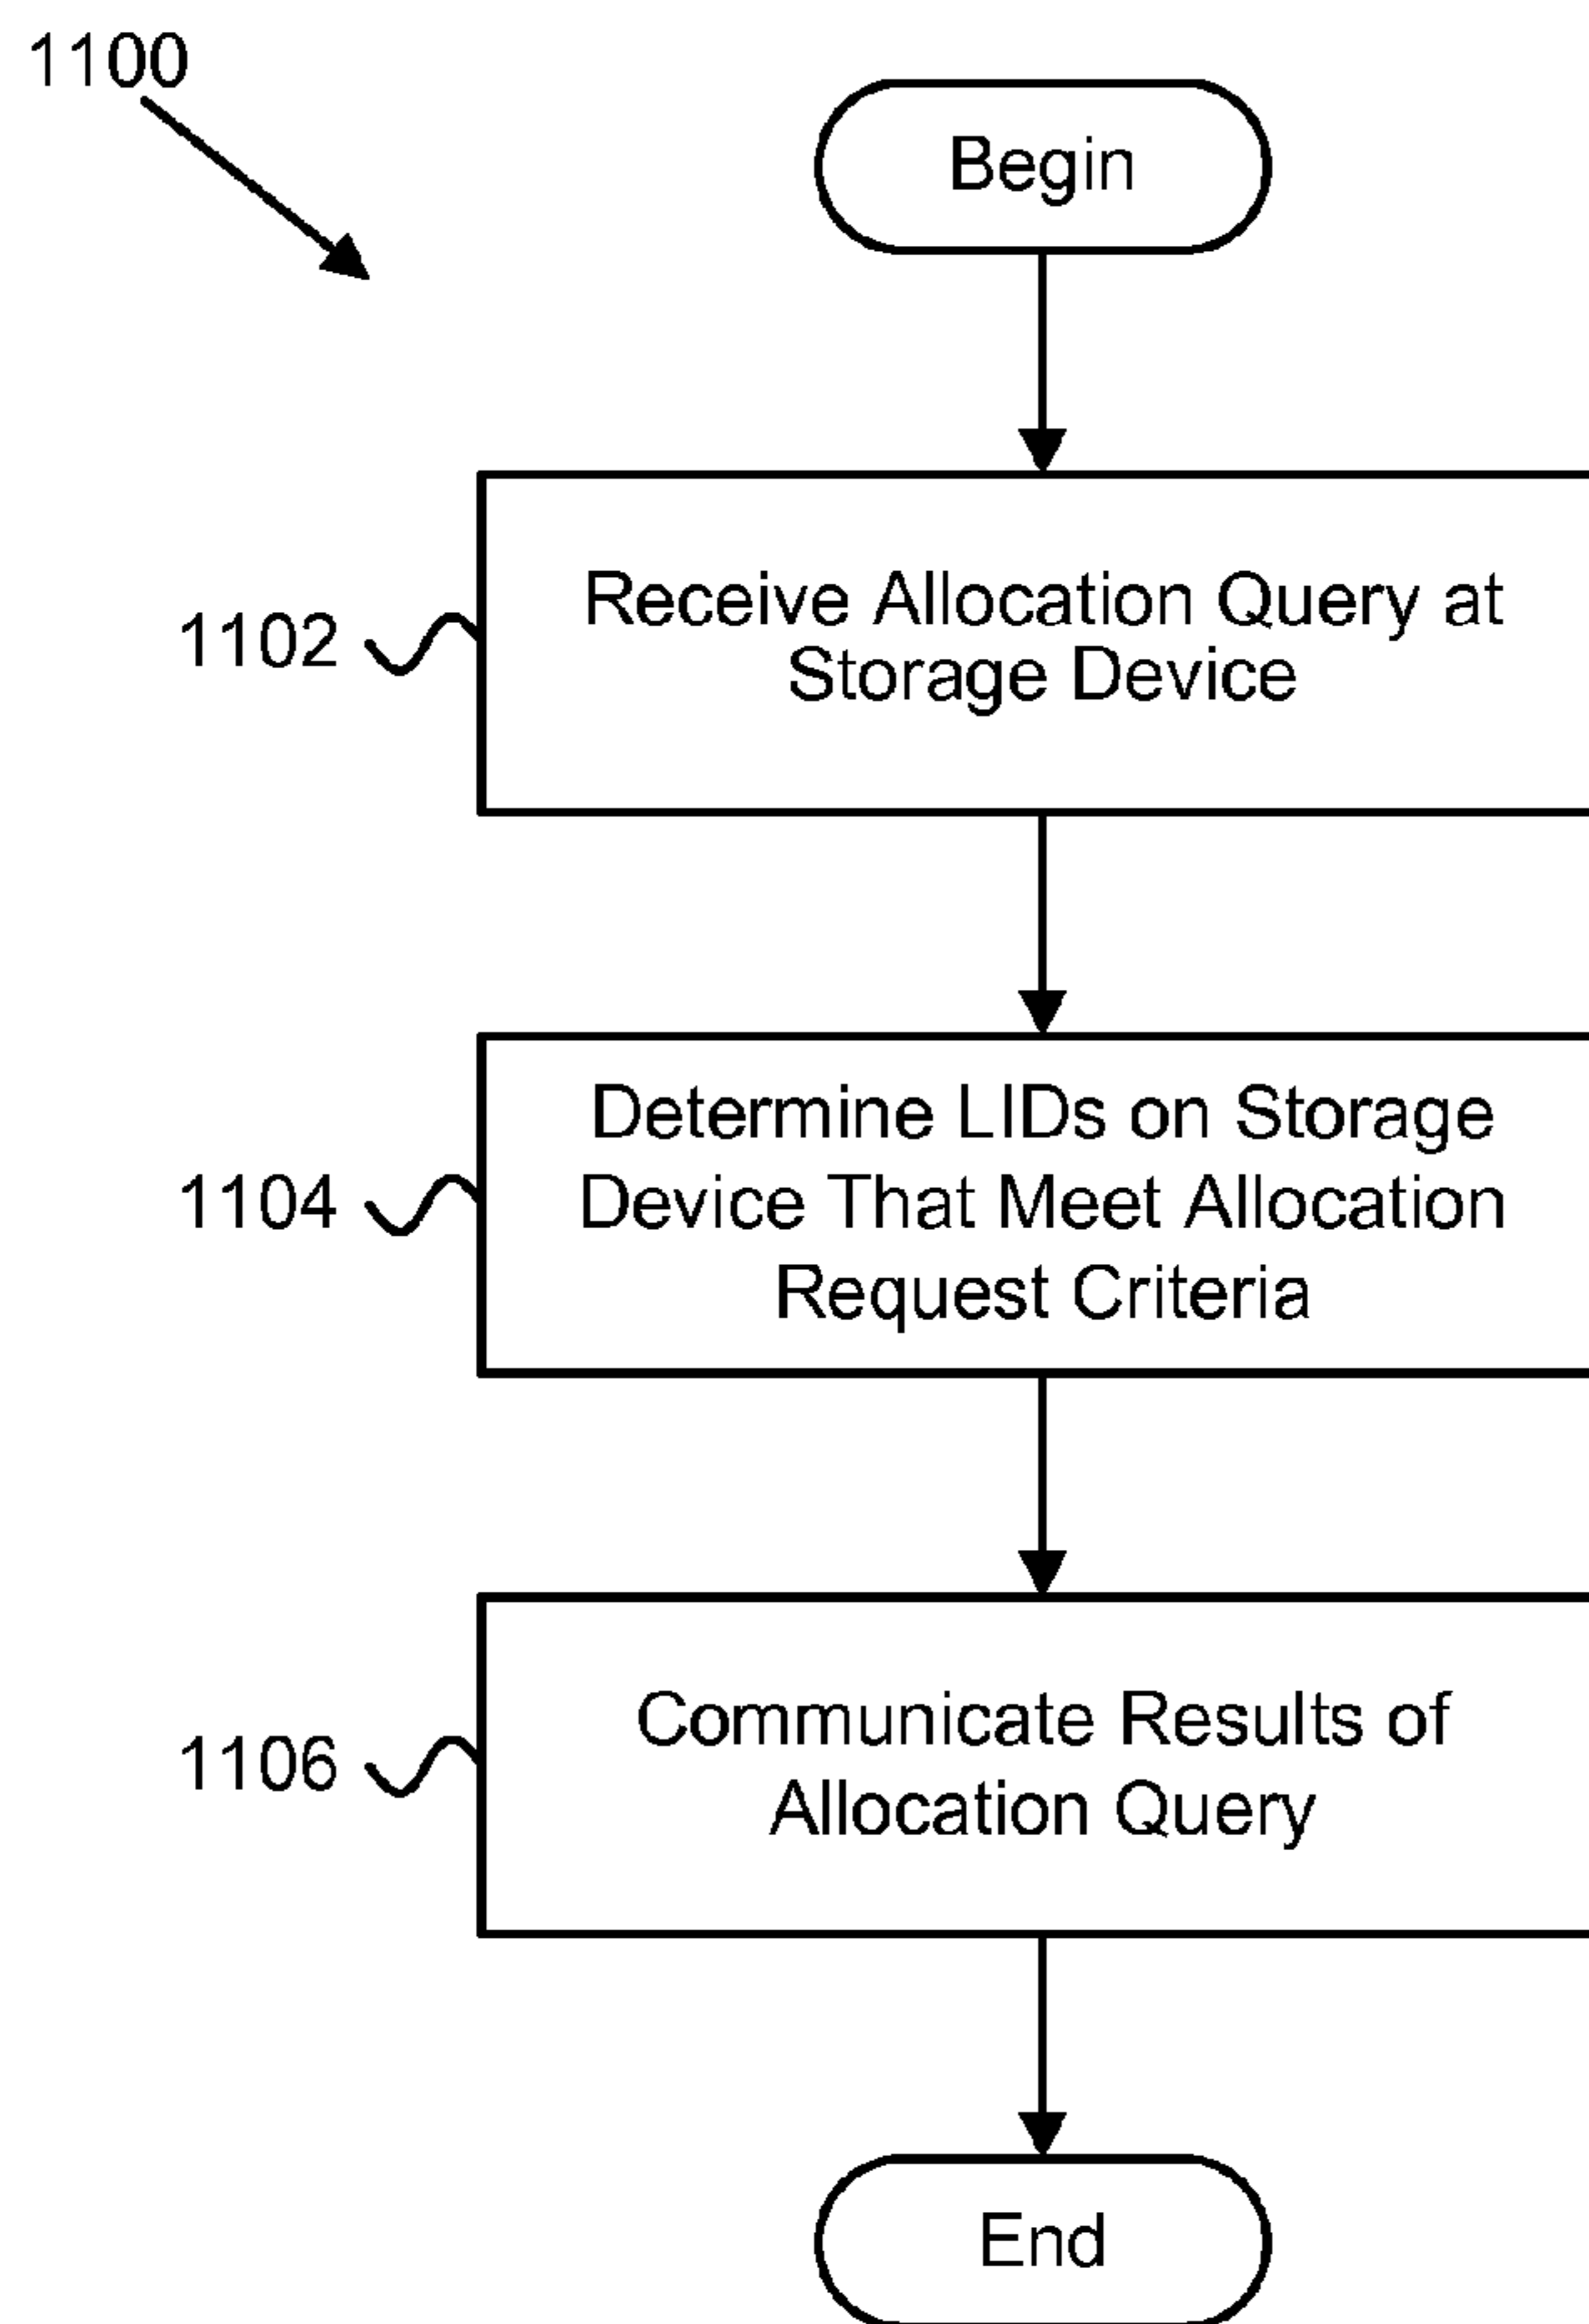 1100
Begin
Receive Allocation Query at
Storage Device
1102
Determine LIDs on Storage
Device That Meet Allocation
Request Criteria
1104
Communicate Results of
Allocation Query
1106
End